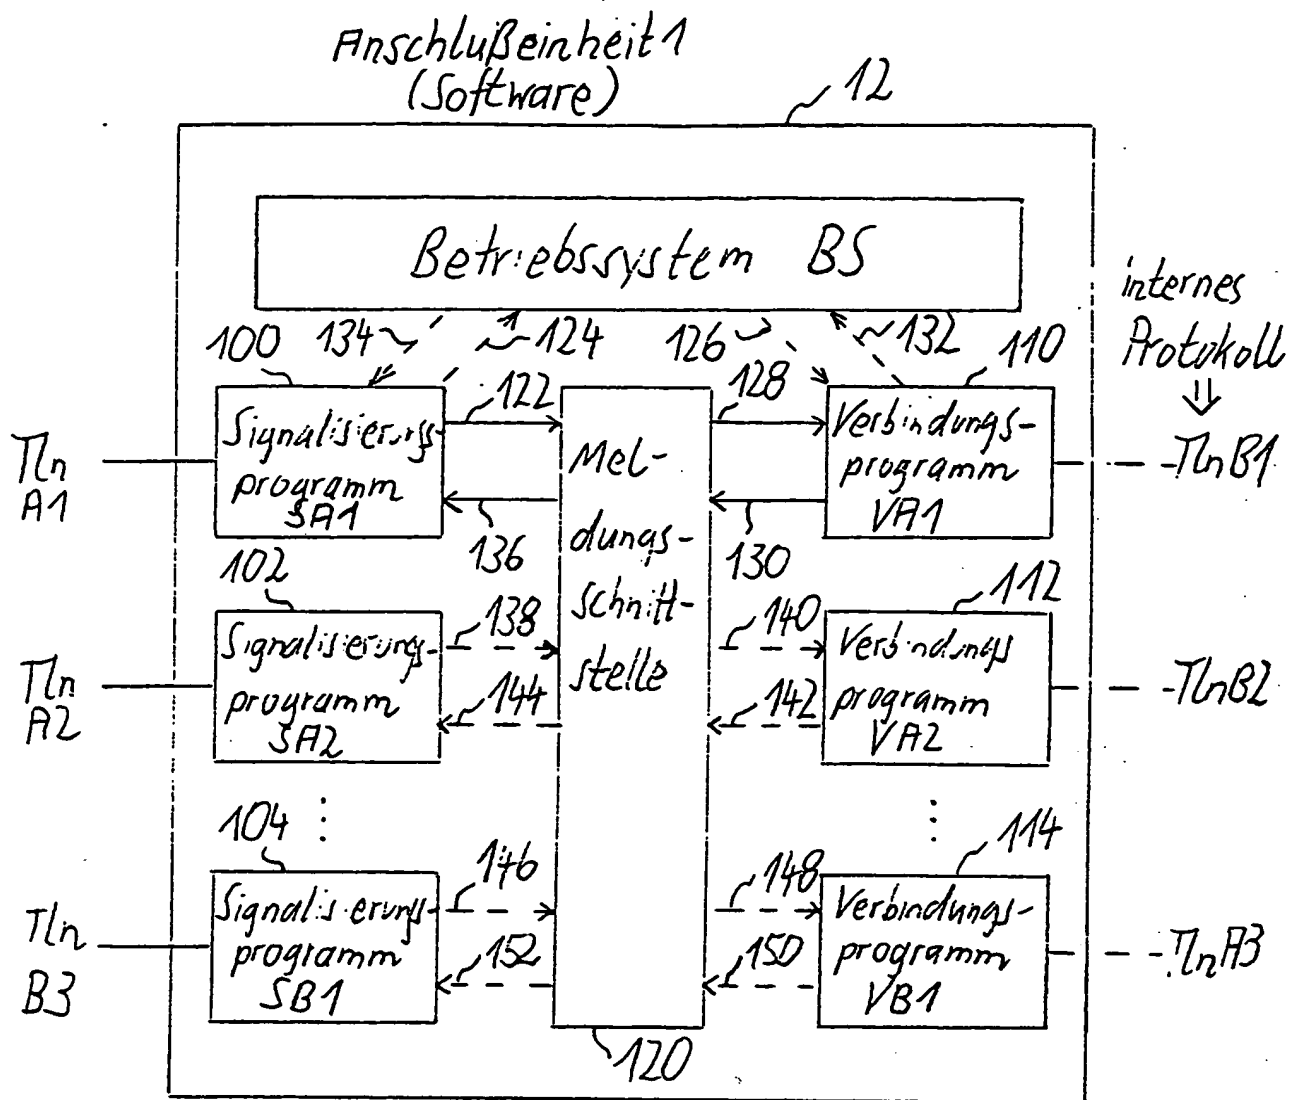 Anschlußeinheit 1
(Software)
12
Betriebssystem BS
internes
Protokoll
⇓
100
134
124
126
132
110
Signalisierungs-
programm
SA1
122
136
Mel-
dungs-
schnitt-
stelle
128
130
Verbindungs-
programm
VA1
Tln
A1
TlnB1
102
112
Signalisierungs-
programm
SA2
138
144
140
142
Verbindungs
programm
VA2
Tln
A2
TlnB2
104
114
Signalisierungs-
programm
SB1
146
152
148
150
Verbindungs-
programm
VB1
Tln
B3
TlnA3
120